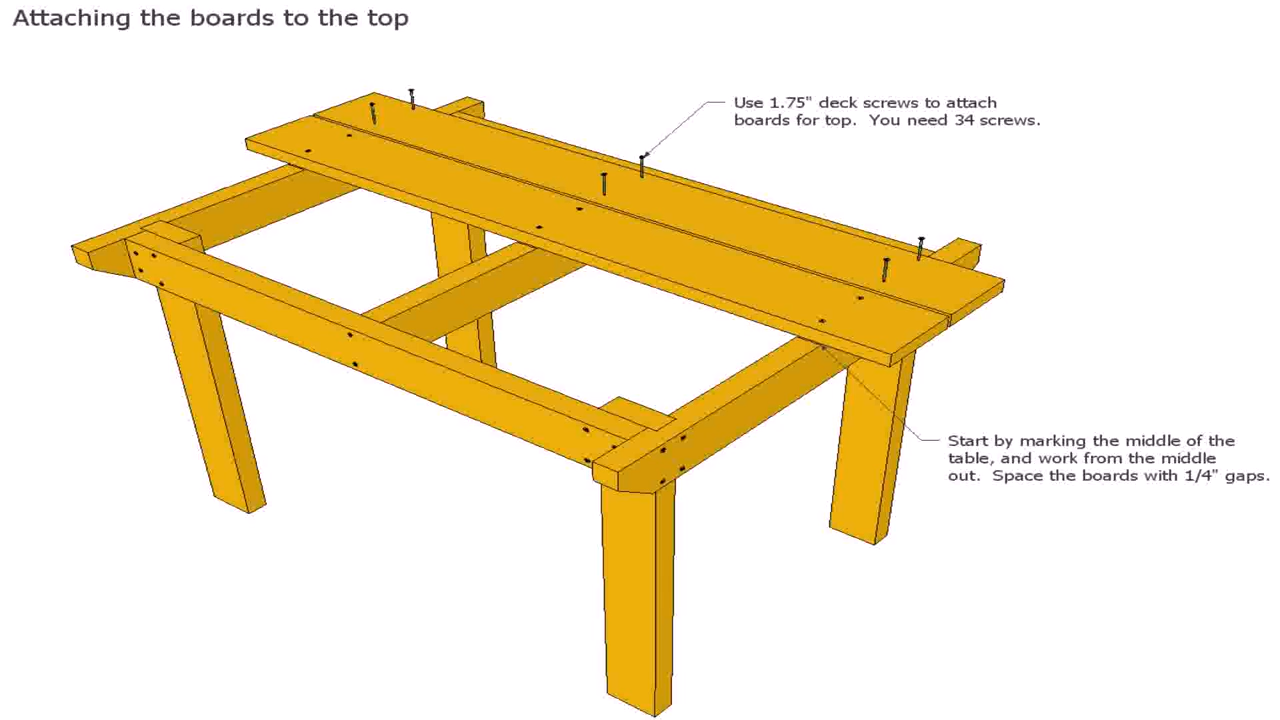 Attaching the boards to the top
Use 1.75" deck screws to attach
boards for top.  You need 34 screws.
Start by marking the middle of the
table, and work from the middle
out.  Space the boards with 1/4" gaps.